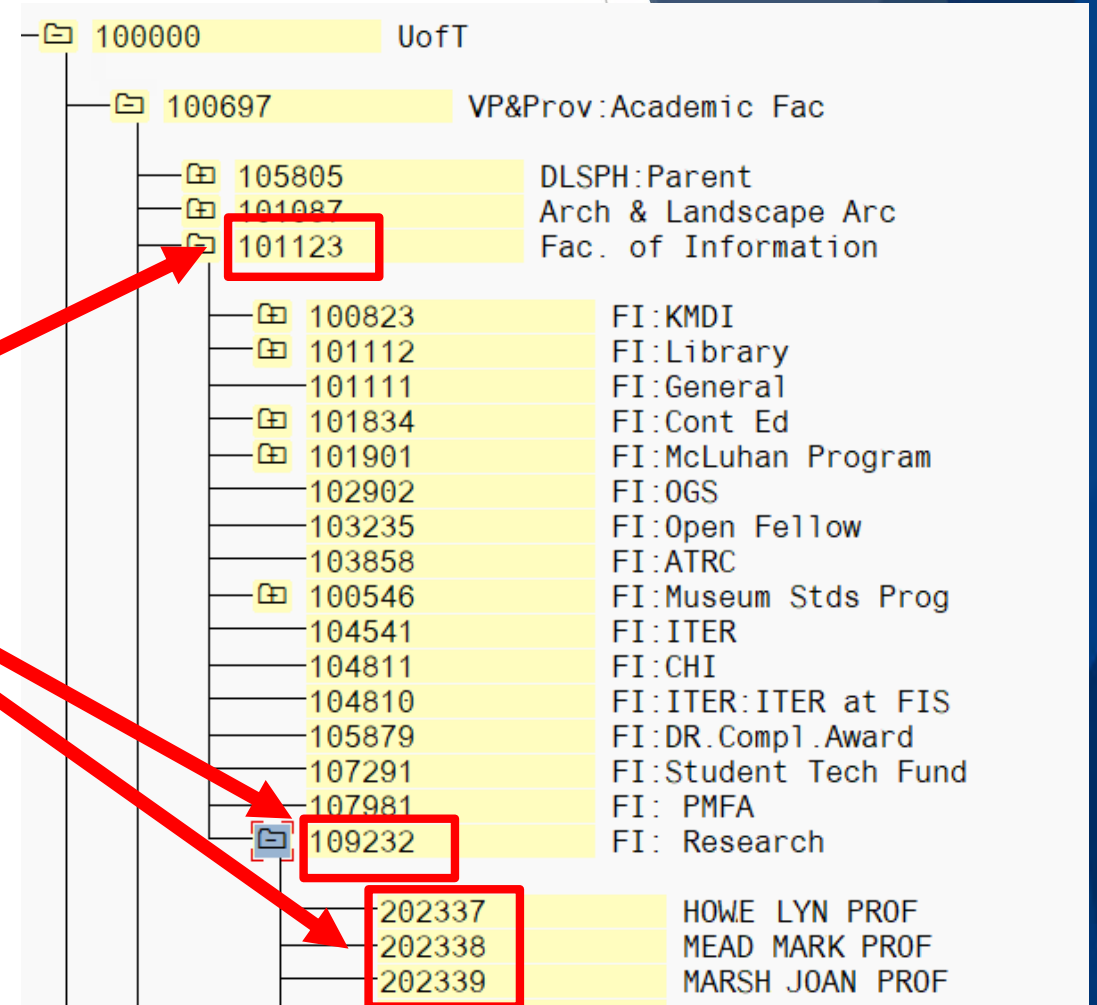 100000 UofT
100697 VP&Prov:Academic Fac
105805 DLSPH:Parent
101087 Arch & Landscape Arc
101123 Fac. of Information
100823 FI:KMDI
101112 FI:Library
101111 FI:General
101834 FI:Cont Ed
101901 FI:McLuhan Program
102902 FI:OGS
103235 FI:Open Fellow
103858 FI:ATRC
100546 FI:Museum Stds Prog
104541 FI:ITER
104811 FI:CHI
104810 FI:ITER:ITER at FIS
105879 FI:DR.Compl.Award
107291 FI:Student Tech Fund
107981 FI: PMFA
109232 FI: Research
202337 HOWE LYN PROF
202338 MEAD MARK PROF
202339 MARSH JOAN PROF